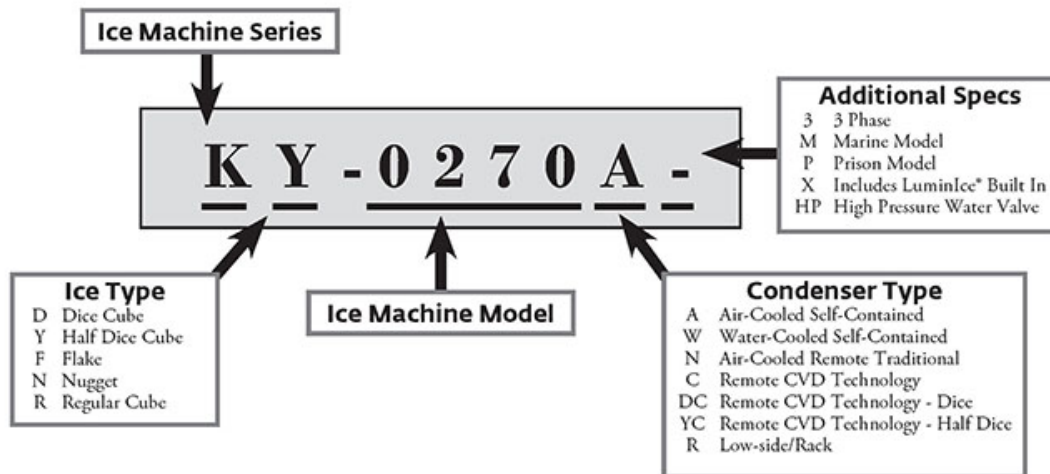 Ice Machine Series
K Y - 0 2 7 0 A -
Additional Specs
3 3 Phase
M Marine Model
P Prison Model
X Includes LuminIce® Built In
HP High Pressure Water Valve
Ice Type
D Dice Cube
Y Half Dice Cube
F Flake
N Nugget
R Regular Cube
Ice Machine Model
Condenser Type
A Air-Cooled Self-Contained
W Water-Cooled Self-Contained
N Air-Cooled Remote Traditional
C Remote CVD Technology
DC Remote CVD Technology - Dice
YC Remote CVD Technology - Half Dice
R Low-side/Rack